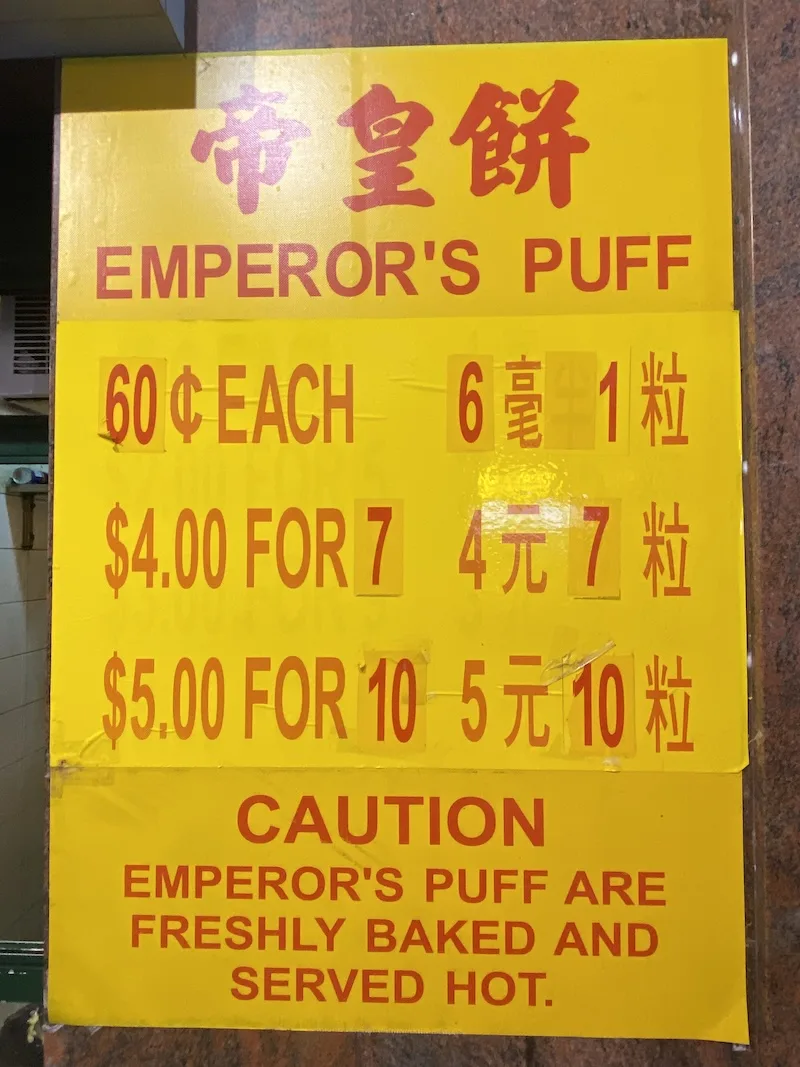 帝皇餅
EMPEROR'S PUFF
60¢ EACH 6毫 1粒
$4.00 FOR 7 4元 7粒
$5.00 FOR 10 5元 10粒
CAUTION
EMPEROR'S PUFF ARE
FRESHLY BAKED AND
SERVED HOT.